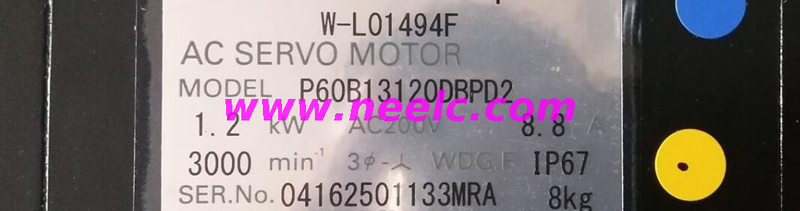 W-L01494F
AC SERVO MOTOR
MODEL P60B13120DBPD2
www.neelc.com
1.2 kW AC200V 8.8 A
3000 min-1 3ϕ-⅄ WDG.F IP67
SER.No. 04162501133MRA 8kg